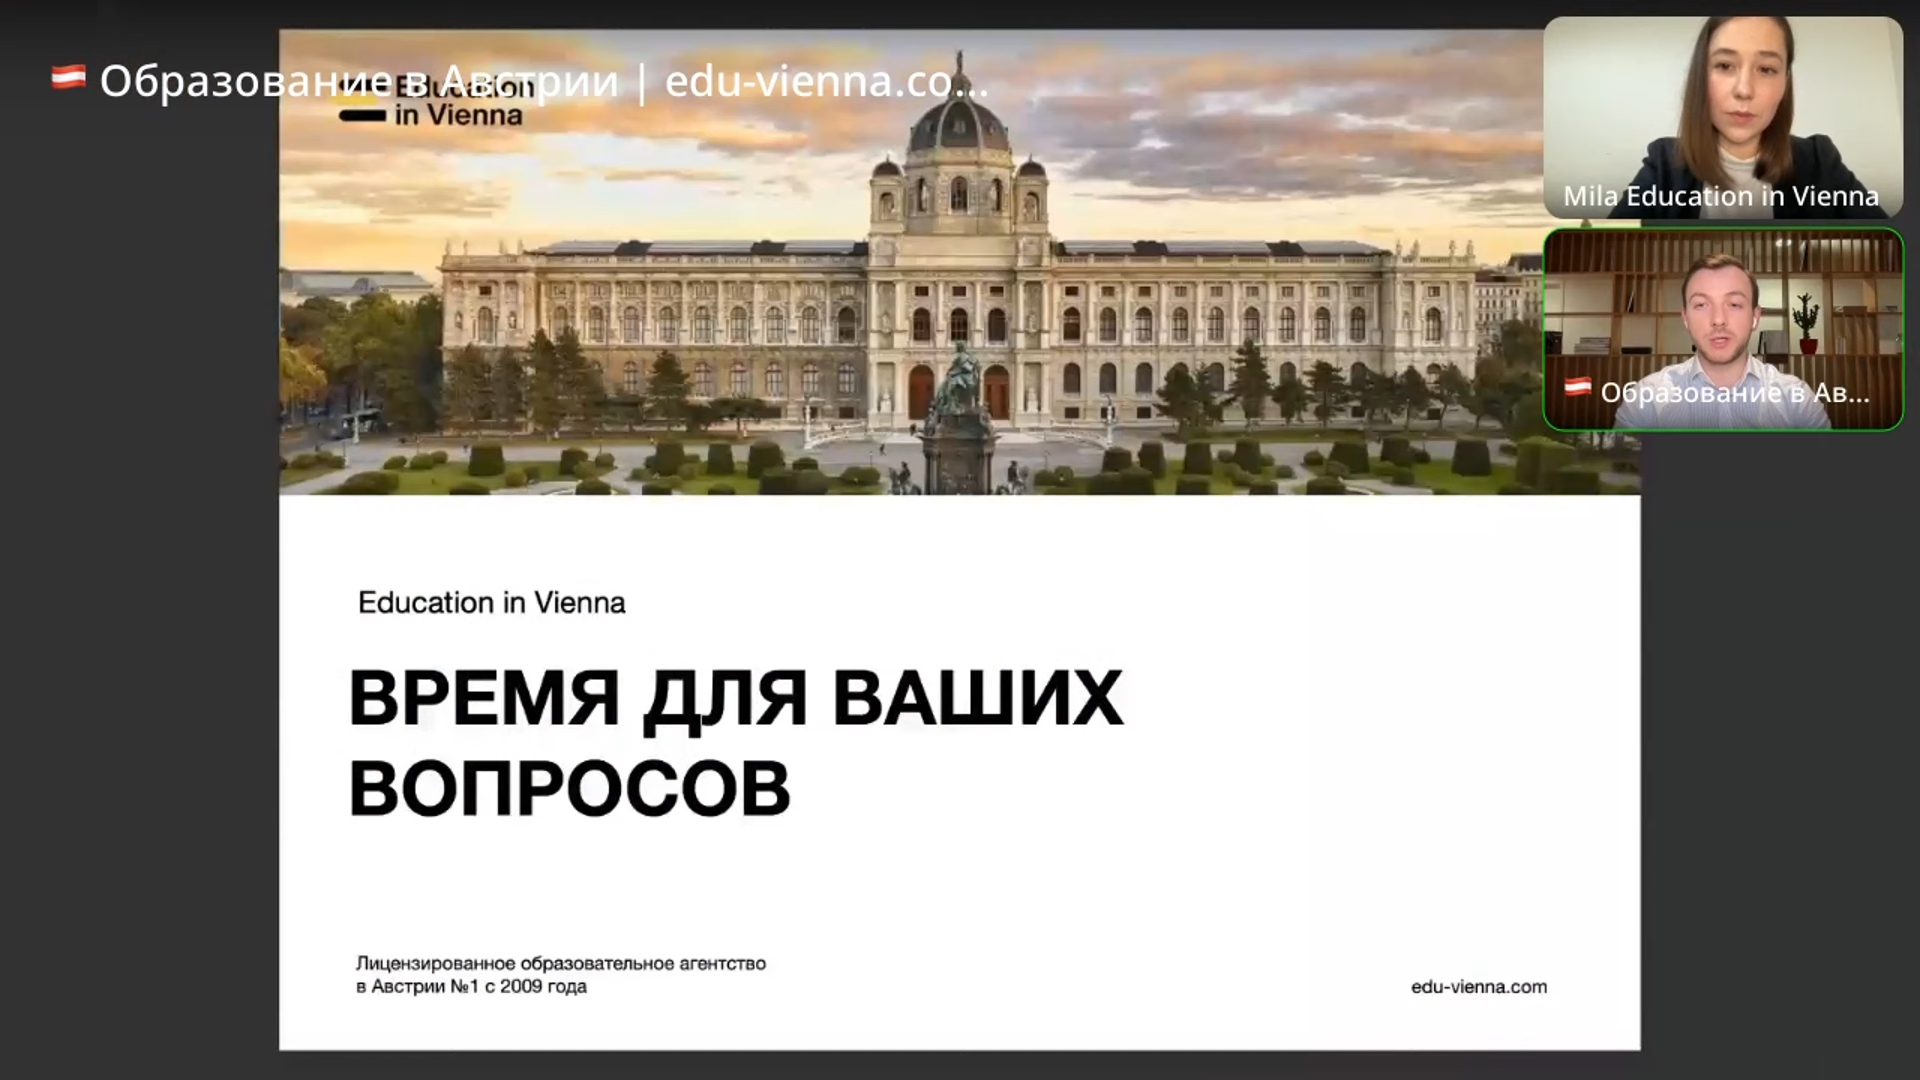 🇦🇹 Образование в Австрии | edu-vienna.co...
Education
in Vienna
Mila Education in Vienna
🇦🇹 Образование в Ав...
Education in Vienna
ВРЕМЯ ДЛЯ ВАШИХ
ВОПРОСОВ
Лицензированное образовательное агентство
в Австрии №1 с 2009 года
edu-vienna.com